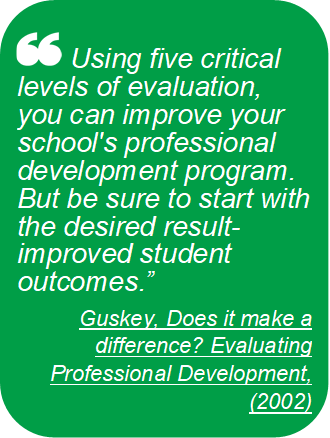 “ Using five critical
levels of evaluation,
you can improve your
school's professional
development program.
But be sure to start with
the desired result-
improved student
outcomes.”
Guskey, Does it make a
difference? Evaluating
Professional Development,
(2002)